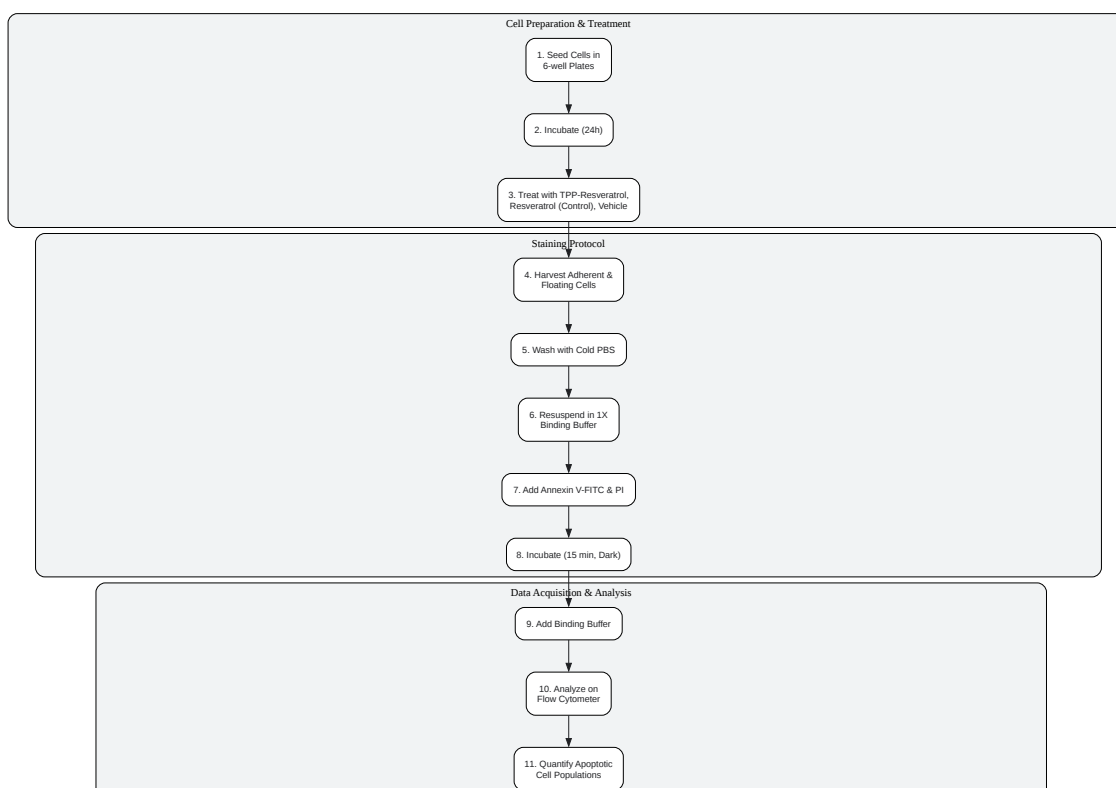 Cell Preparation & Treatment
1. Seed Cells in
6-well Plates
2. Incubate (24h)
3. Treat with TPP-Resveratrol,
Resveratrol (Control), Vehicle
Staining Protocol
4. Harvest Adherent &
Floating Cells
5. Wash with Cold PBS
6. Resuspend in 1X
Binding Buffer
7. Add Annexin V-FITC & PI
8. Incubate (15 min, Dark)
Data Acquisition & Analysis
9. Add Binding Buffer
10. Analyze on
Flow Cytometer
11. Quantify Apoptotic
Cell Populations